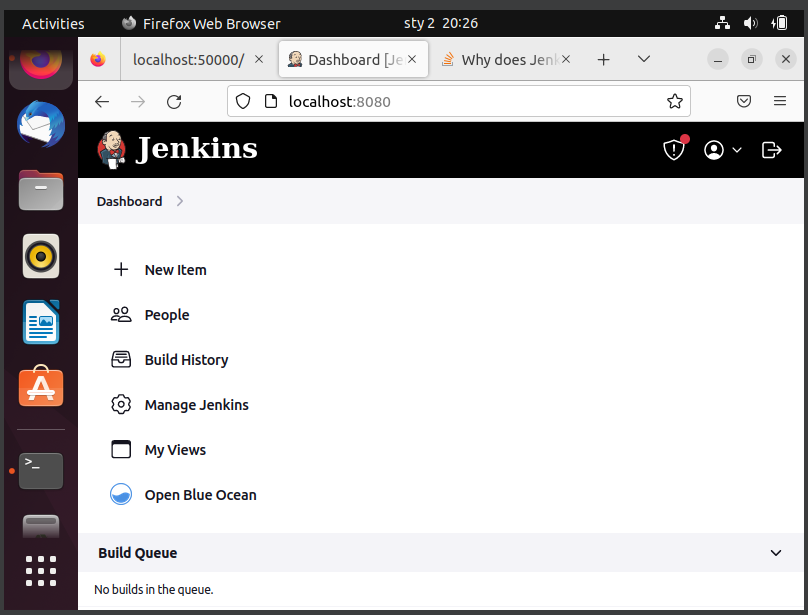 Activities Firefox Web Browser sty 2 20:26
localhost:50000/ Dashboard [Je Why does Jenk
localhost:8080
Jenkins
Dashboard
New Item
People
Build History
Manage Jenkins
My Views
Open Blue Ocean
Build Queue
No builds in the queue.